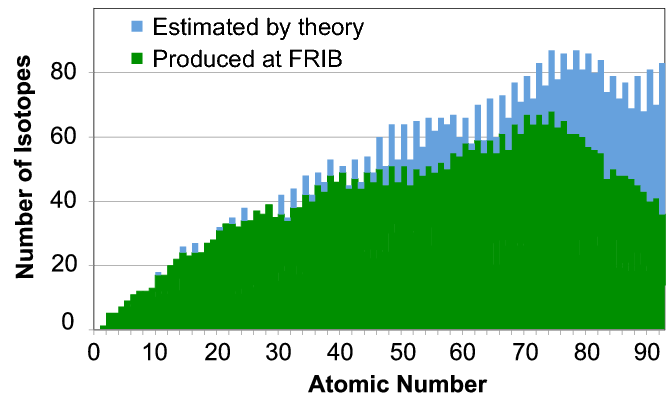 Estimated by theory
Produced at FRIB
Number of Isotopes
80
60
40
20
0
0 10 20 30 40 50 60 70 80 90
Atomic Number